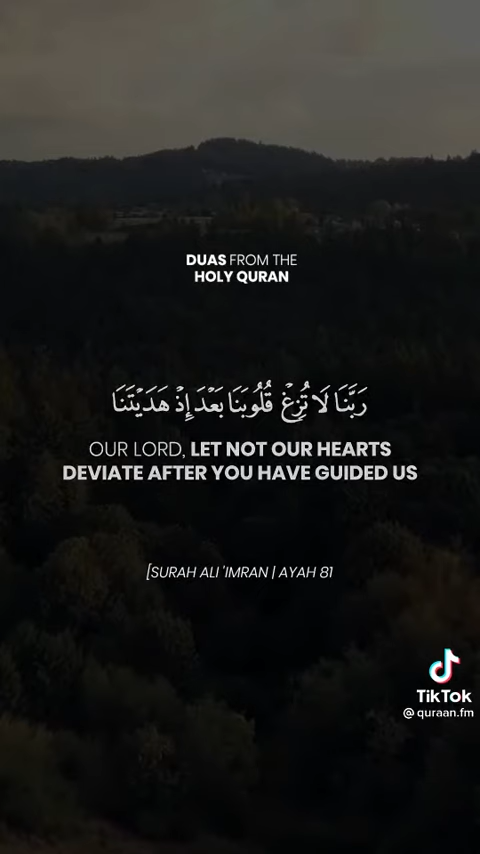 DUAS FROM THE
HOLY QURAN
رَبَّنَا لَا تُزِغْ قُلُوبَنَا بَعْدَ إِذْ هَدَيْتَنَا
OUR LORD, LET NOT OUR HEARTS
DEVIATE AFTER YOU HAVE GUIDED US
[SURAH ALI 'IMRAN | AYAH 81
TikTok
@ quraan.fm